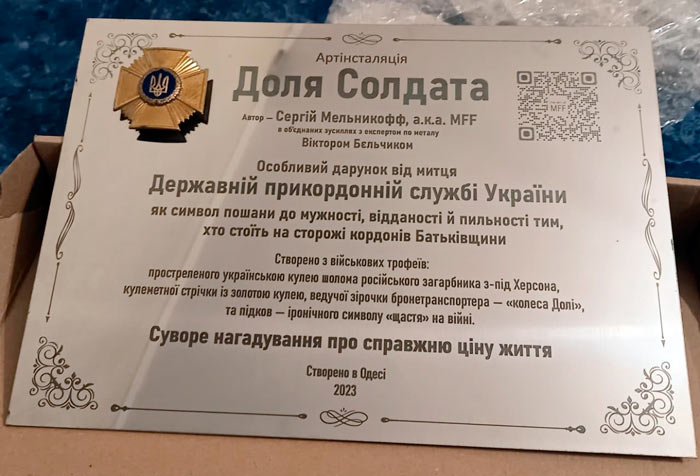 Артінсталяція
Доля Солдата
Автор – Сергій Мельникофф, a.k.a. MFF
в об'єднаних зусиллях з експертом по металу
Віктором Бєльчиком
MFF
Особливий дарунок від митця
Державній прикордонній службі України
як символ пошани до мужності, відданості й пильності тим,
хто стоїть на сторожі кордонів Батьківщини
Створено з військових трофеїв:
простреленого українською кулею шолома російського загарбника з-під Херсона,
кулеметної стрічки із золотою кулею, ведучої зірочки бронетранспортера — «колеса Долі»,
та підков — іронічного символу «щастя» на війні.
Суворе нагадування про справжню ціну життя
Створено в Одесі
2023